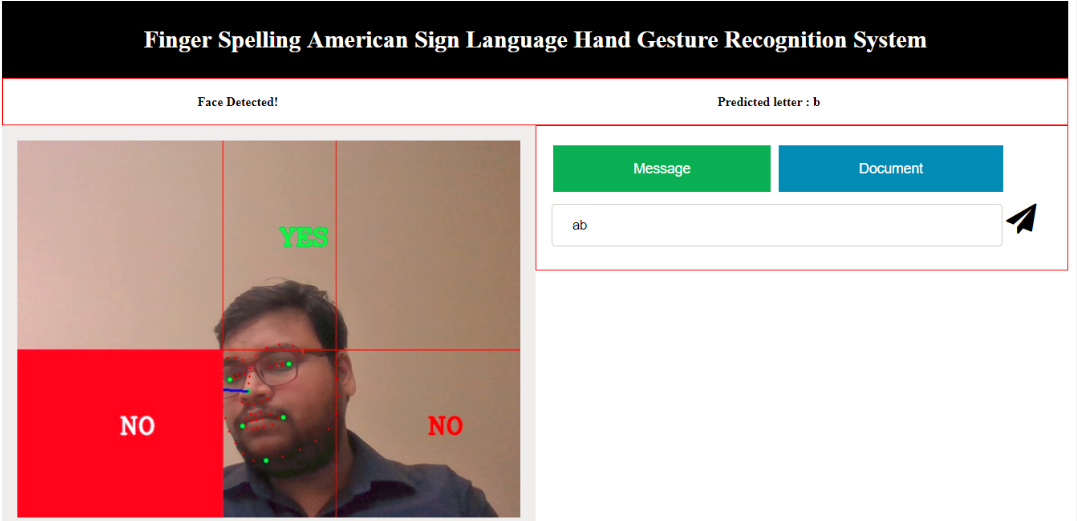 Finger Spelling American Sign Language Hand Gesture Recognition System
Face Detected!
Predicted letter : b
Message
Document
ab
YES
NO
NO